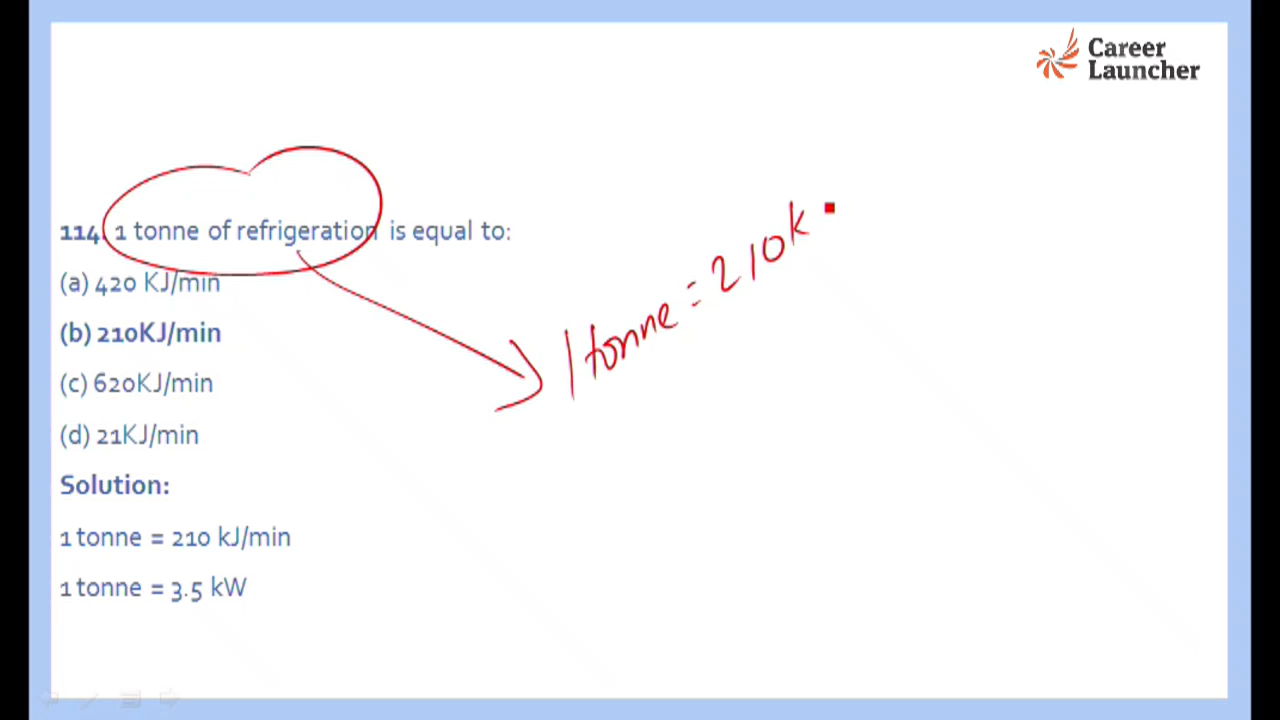 Career
Launcher
114. 1 tonne of refrigeration is equal to:
(a) 420 KJ/min
(b) 210KJ/min
(c) 620KJ/min
(d) 21KJ/min
Solution:
1 tonne = 210 kJ/min
1 tonne = 3.5 kW
1 tonne = 210k